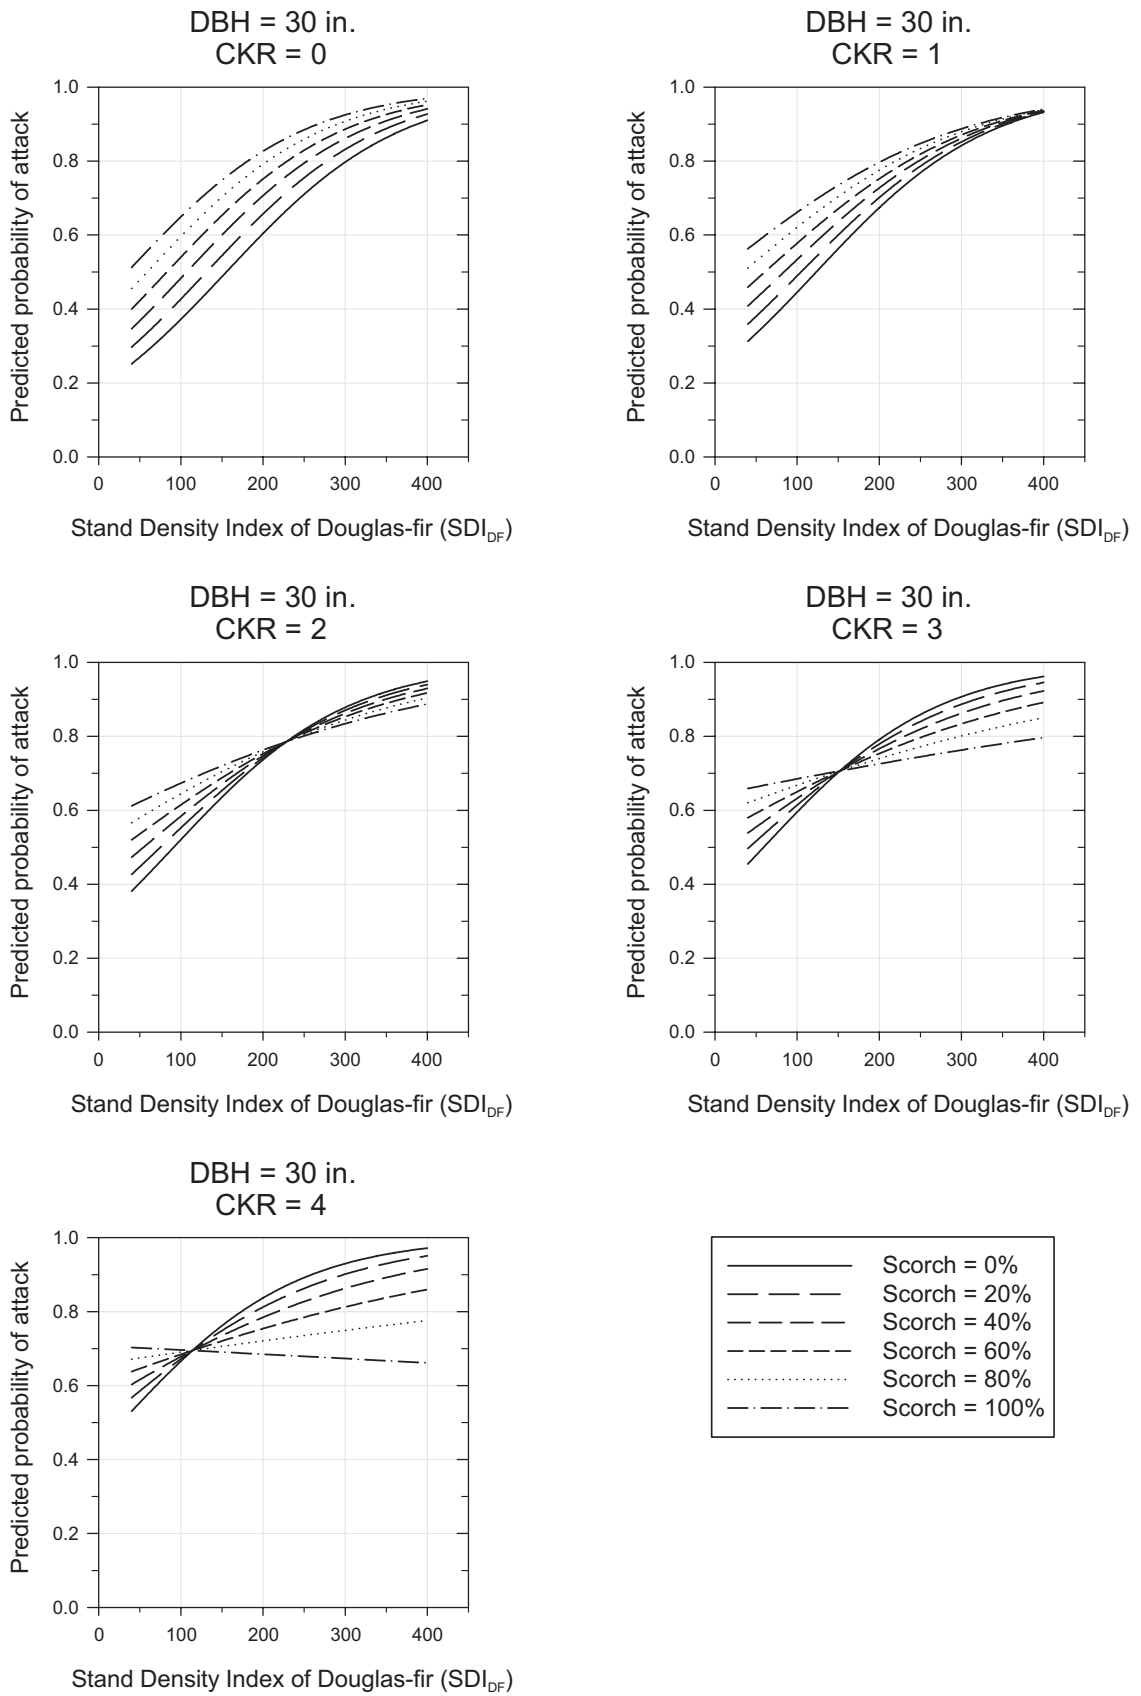 DBH = 30 in.
CKR = 0
1.0
0.8
0.6
0.4
0.2
0.0
Predicted probability of attack
0 100 200 300 400
Stand Density Index of Douglas-fir (SDI_DF)
DBH = 30 in.
CKR = 1
1.0
0.8
0.6
0.4
0.2
0.0
Predicted probability of attack
0 100 200 300 400
Stand Density Index of Douglas-fir (SDI_DF)
DBH = 30 in.
CKR = 2
1.0
0.8
0.6
0.4
0.2
0.0
Predicted probability of attack
0 100 200 300 400
Stand Density Index of Douglas-fir (SDI_DF)
DBH = 30 in.
CKR = 3
1.0
0.8
0.6
0.4
0.2
0.0
Predicted probability of attack
0 100 200 300 400
Stand Density Index of Douglas-fir (SDI_DF)
DBH = 30 in.
CKR = 4
1.0
0.8
0.6
0.4
0.2
0.0
Predicted probability of attack
0 100 200 300 400
Stand Density Index of Douglas-fir (SDI_DF)
Scorch = 0%
Scorch = 20%
Scorch = 40%
Scorch = 60%
Scorch = 80%
Scorch = 100%